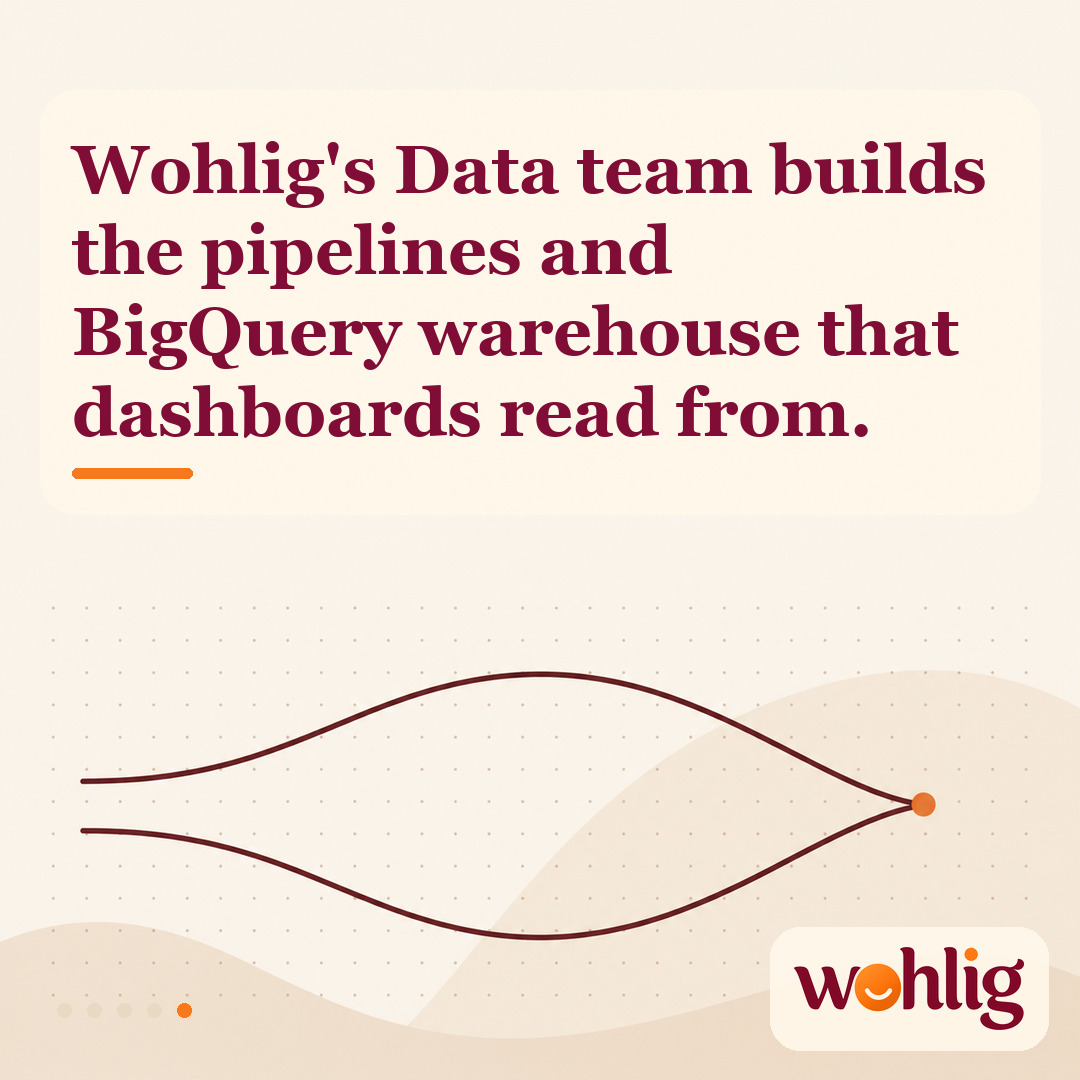 Wohlig's Data team builds
the pipelines and
BigQuery warehouse that
dashboards read from.
wohlig